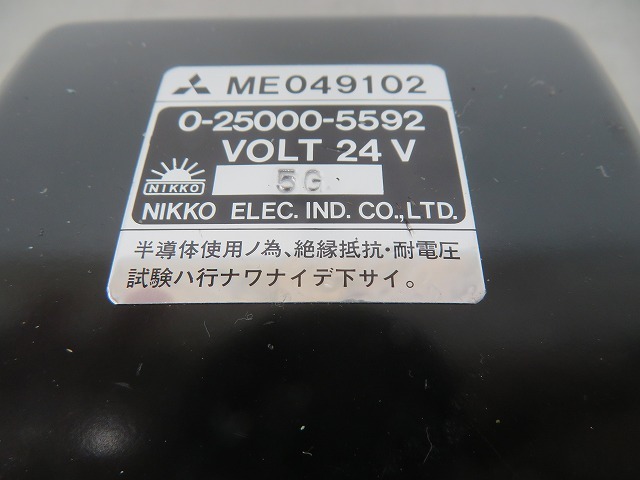 ME049102
0-25000-5592
VOLT 24 V
NIKKO
5G
NIKKO ELEC. IND. CO.,LTD.
半導体使用ノ為、絶縁抵抗・耐電圧
試験ハ行ナワナイデ下サイ。